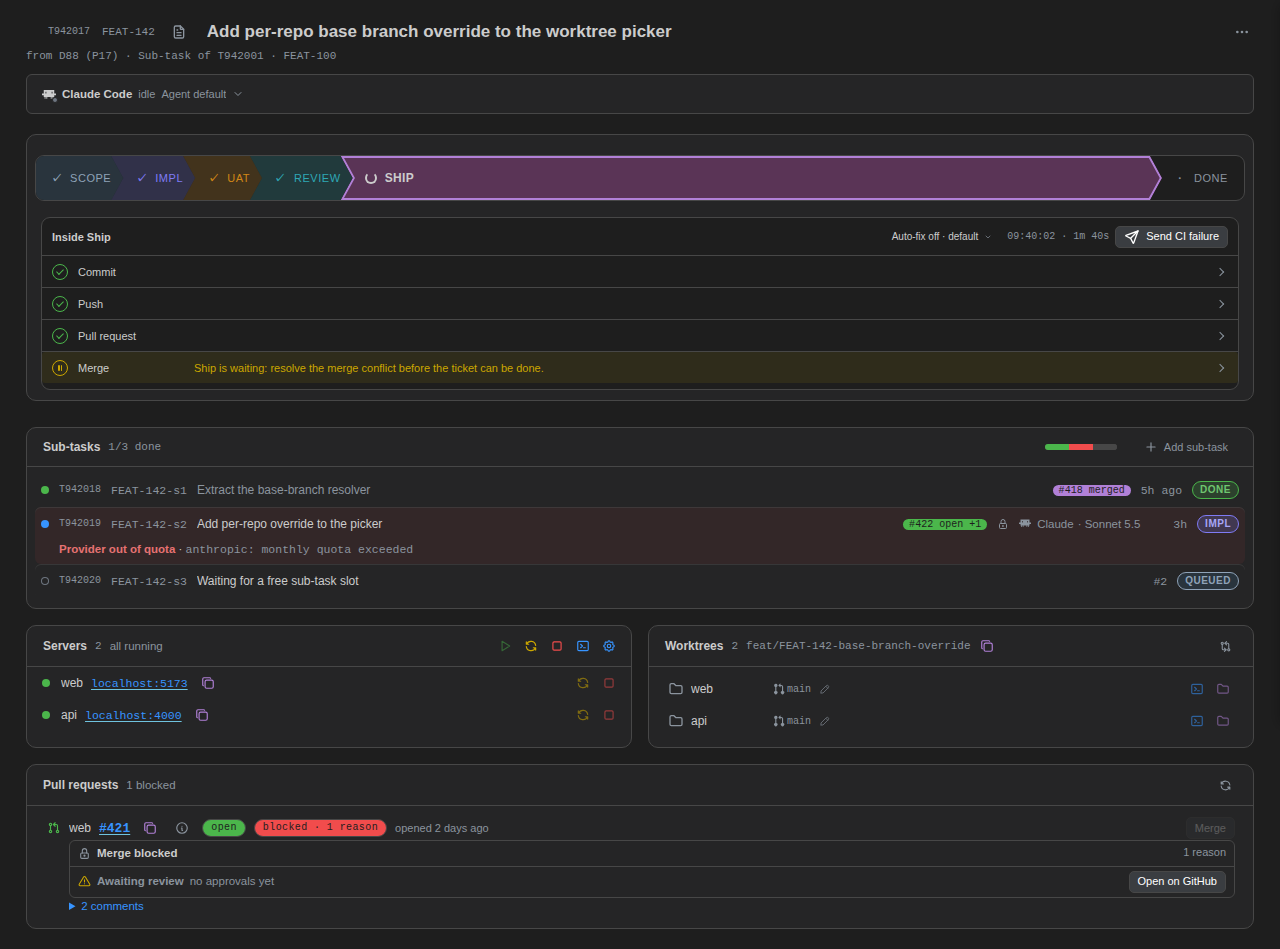 T942017 FEAT-142 Add per-repo base branch override to the worktree picker
from D88 (P17) · Sub-task of T942001 · FEAT-100
Claude Code idle Agent default
SCOPE IMPL UAT REVIEW SHIP · DONE
Inside Ship Auto-fix off · default 09:40:02 · 1m 40s Send CI failure
Commit
Push
Pull request
Merge Ship is waiting: resolve the merge conflict before the ticket can be done.
Sub-tasks 1/3 done Add sub-task
T942018 FEAT-142-s1 Extract the base-branch resolver #418 merged 5h ago DONE
T942019 FEAT-142-s2 Add per-repo override to the picker #422 open +1 Claude · Sonnet 5.5 3h IMPL
Provider out of quota · anthropic: monthly quota exceeded
T942020 FEAT-142-s3 Waiting for a free sub-task slot #2 QUEUED
Servers 2 all running
web localhost:5173
api localhost:4000
Worktrees 2 feat/FEAT-142-base-branch-override
web main
api main
Pull requests 1 blocked
web #421 open blocked · 1 reason opened 2 days ago Merge
Merge blocked 1 reason
Awaiting review no approvals yet Open on GitHub
2 comments